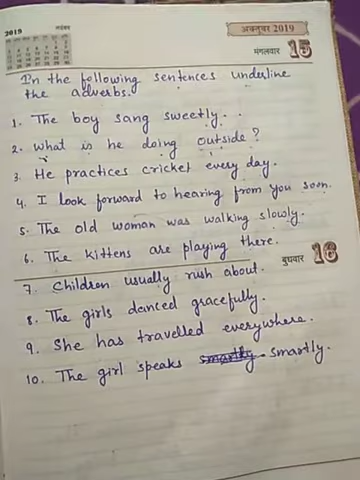 2019
नवंबर
अक्तूबर 2019
मंगलवार 15
In the following sentences underline
the adverbs.
1. The boy sang sweetly.
2. What is he doing outside?
3. He practices cricket every day.
4. I look forward to hearing from you soon.
5. The old woman was walking slowly.
6. The kittens are playing there.
बुधवार 16
7. Children usually rush about.
8. The girls danced gracefully.
9. She has travelled everywhere.
10. The girl speaks smartly.